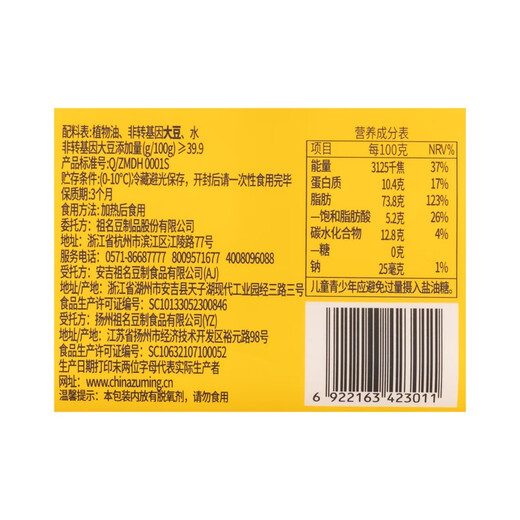 配料表:植物油、非转基因大豆、水
非转基因大豆添加量(g/100g)≥39.9
产品标准号:Q/ZMDH 0001S
贮存条件:(0-10°C)冷藏避光保存，开封后请一次性食用完毕
保质期:3个月
食用方法:加热后食用
委托方：祖名豆制品股份有限公司
地址：浙江省杭州市滨江区江陵路77号
服务热线：0571-86687777 8009571677 4008096088
受托方：安吉祖名豆制食品有限公司(AJ)
地址/产地：浙江省湖州市安吉县天子湖现代工业园经三路三号
食品生产许可证编号：SC10133052300846
受托方：扬州祖名豆制食品有限公司(YZ)
地址/产地：江苏省扬州市经济技术开发区裕元路98号
食品生产许可证编号：SC10632107100052
生产日期打印末两位字母代表实际生产者
网址：www.chinazuming.cn
温馨提示：本包装内放有脱氧剂，请勿食用
营养成分表
项目 每100克 NRV%
能量 3125千焦 37%
蛋白质 10.4克 17%
脂肪 73.8克 123%
—饱和脂肪酸 5.2克 26%
碳水化合物 12.8克 4%
—糖 0克
钠 25毫克 1%
儿童青少年应避免过量摄入盐油糖。
6 922163 423011